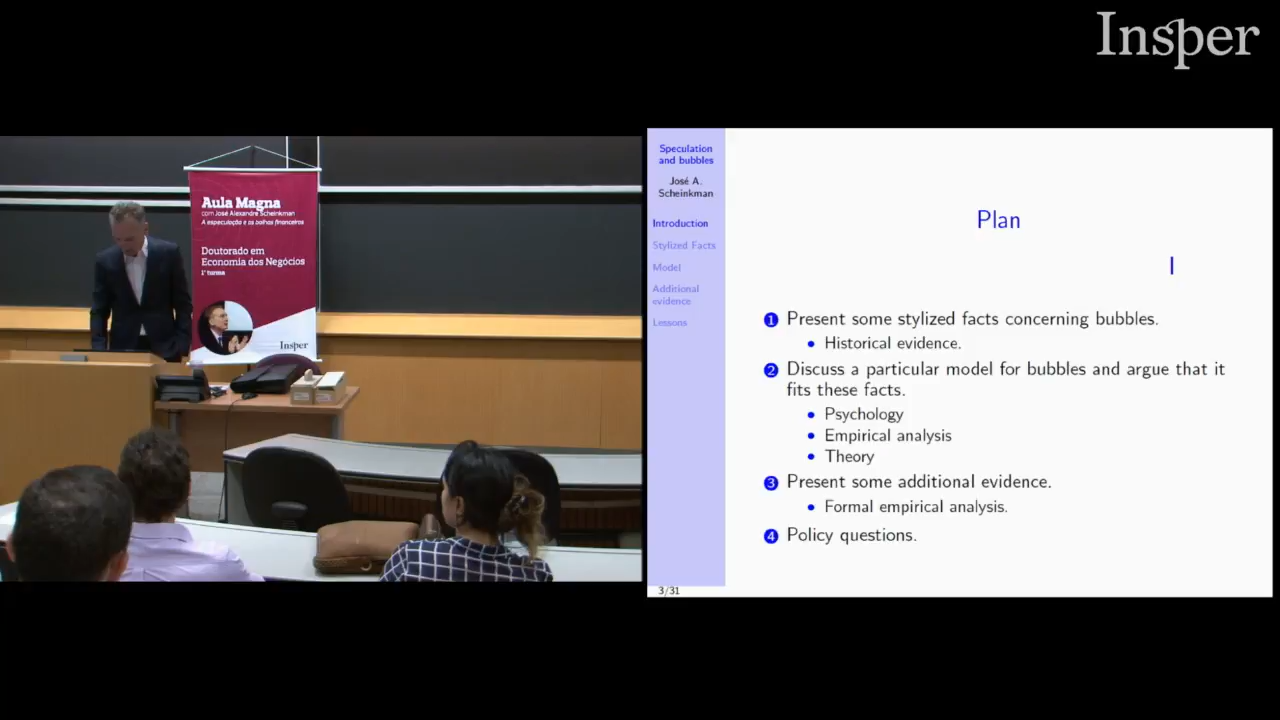 Insper
Aula Magna
com José Alexandre Scheinkman
A especulação e as bolhas financeiras
Doutorado em
Economia dos Negócios
1ª turma
Insper
Speculation
and bubbles
José A.
Scheinkman
Introduction
Stylized Facts
Model
Additional
evidence
Lessons
Plan
1 Present some stylized facts concerning bubbles.
• Historical evidence.
2 Discuss a particular model for bubbles and argue that it
fits these facts.
• Psychology
• Empirical analysis
• Theory
3 Present some additional evidence.
• Formal empirical analysis.
4 Policy questions.
3/31